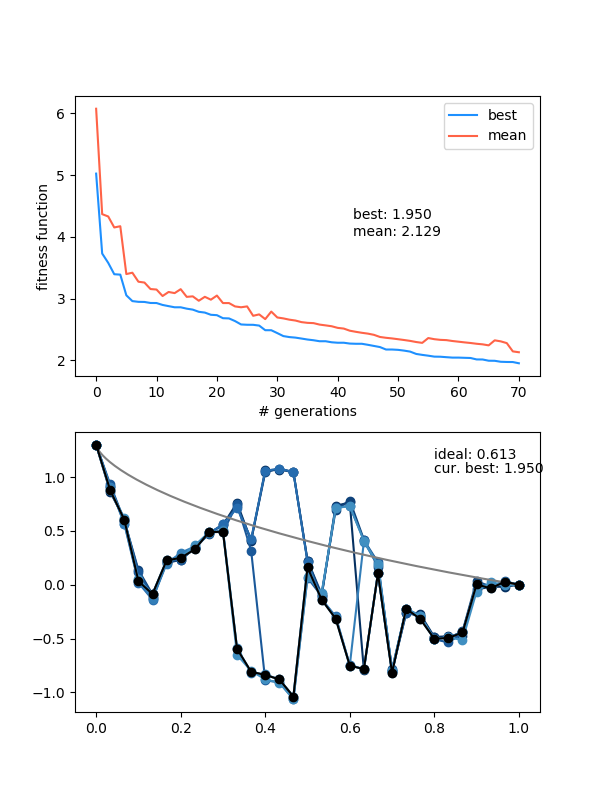 6
5
4
3
2
fitness function
best
mean
best: 1.950
mean: 2.129
0 10 20 30 40 50 60 70
# generations
ideal: 0.613
cur. best: 1.950
1.0
0.5
0.0
−0.5
−1.0
0.0 0.2 0.4 0.6 0.8 1.0